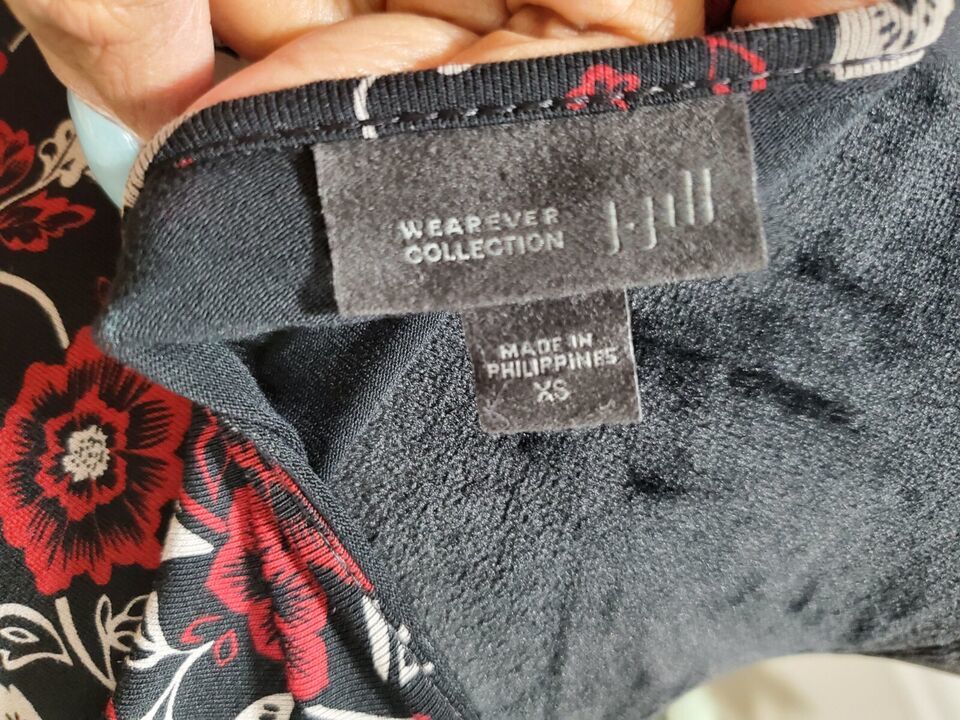 WEAREVER
COLLECTION
J.Jill
MADE IN
PHILIPPINES
XS